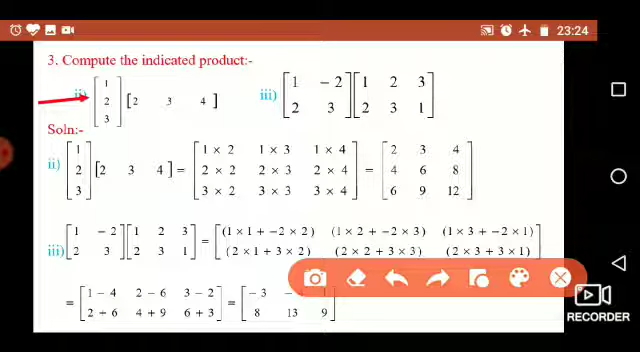 23:24
3. Compute the indicated product:-
ii) [1 2 3] [2 3 4] iii) [1 -2 2 3] [1 2 3 2 3 1]
Soln:-
ii) [1 2 3] [2 3 4] = [1 × 2 1 × 3 1 × 4 2 × 2 2 × 3 2 × 4 3 × 2 3 × 3 3 × 4] = [2 3 4 4 6 8 6 9 12]
iii) [1 -2 2 3] [1 2 3 2 3 1] = [(1 × 1 + -2 × 2) (1 × 2 + -2 × 3) (1 × 3 + -2 × 1) (2 × 1 + 3 × 2) (2 × 2 + 3 × 3) (2 × 3 + 3 × 1)]
= [1 - 4 2 - 6 3 - 2 2 + 6 4 + 9 6 + 3] = [-3 1 8 13 9]
RECORDER